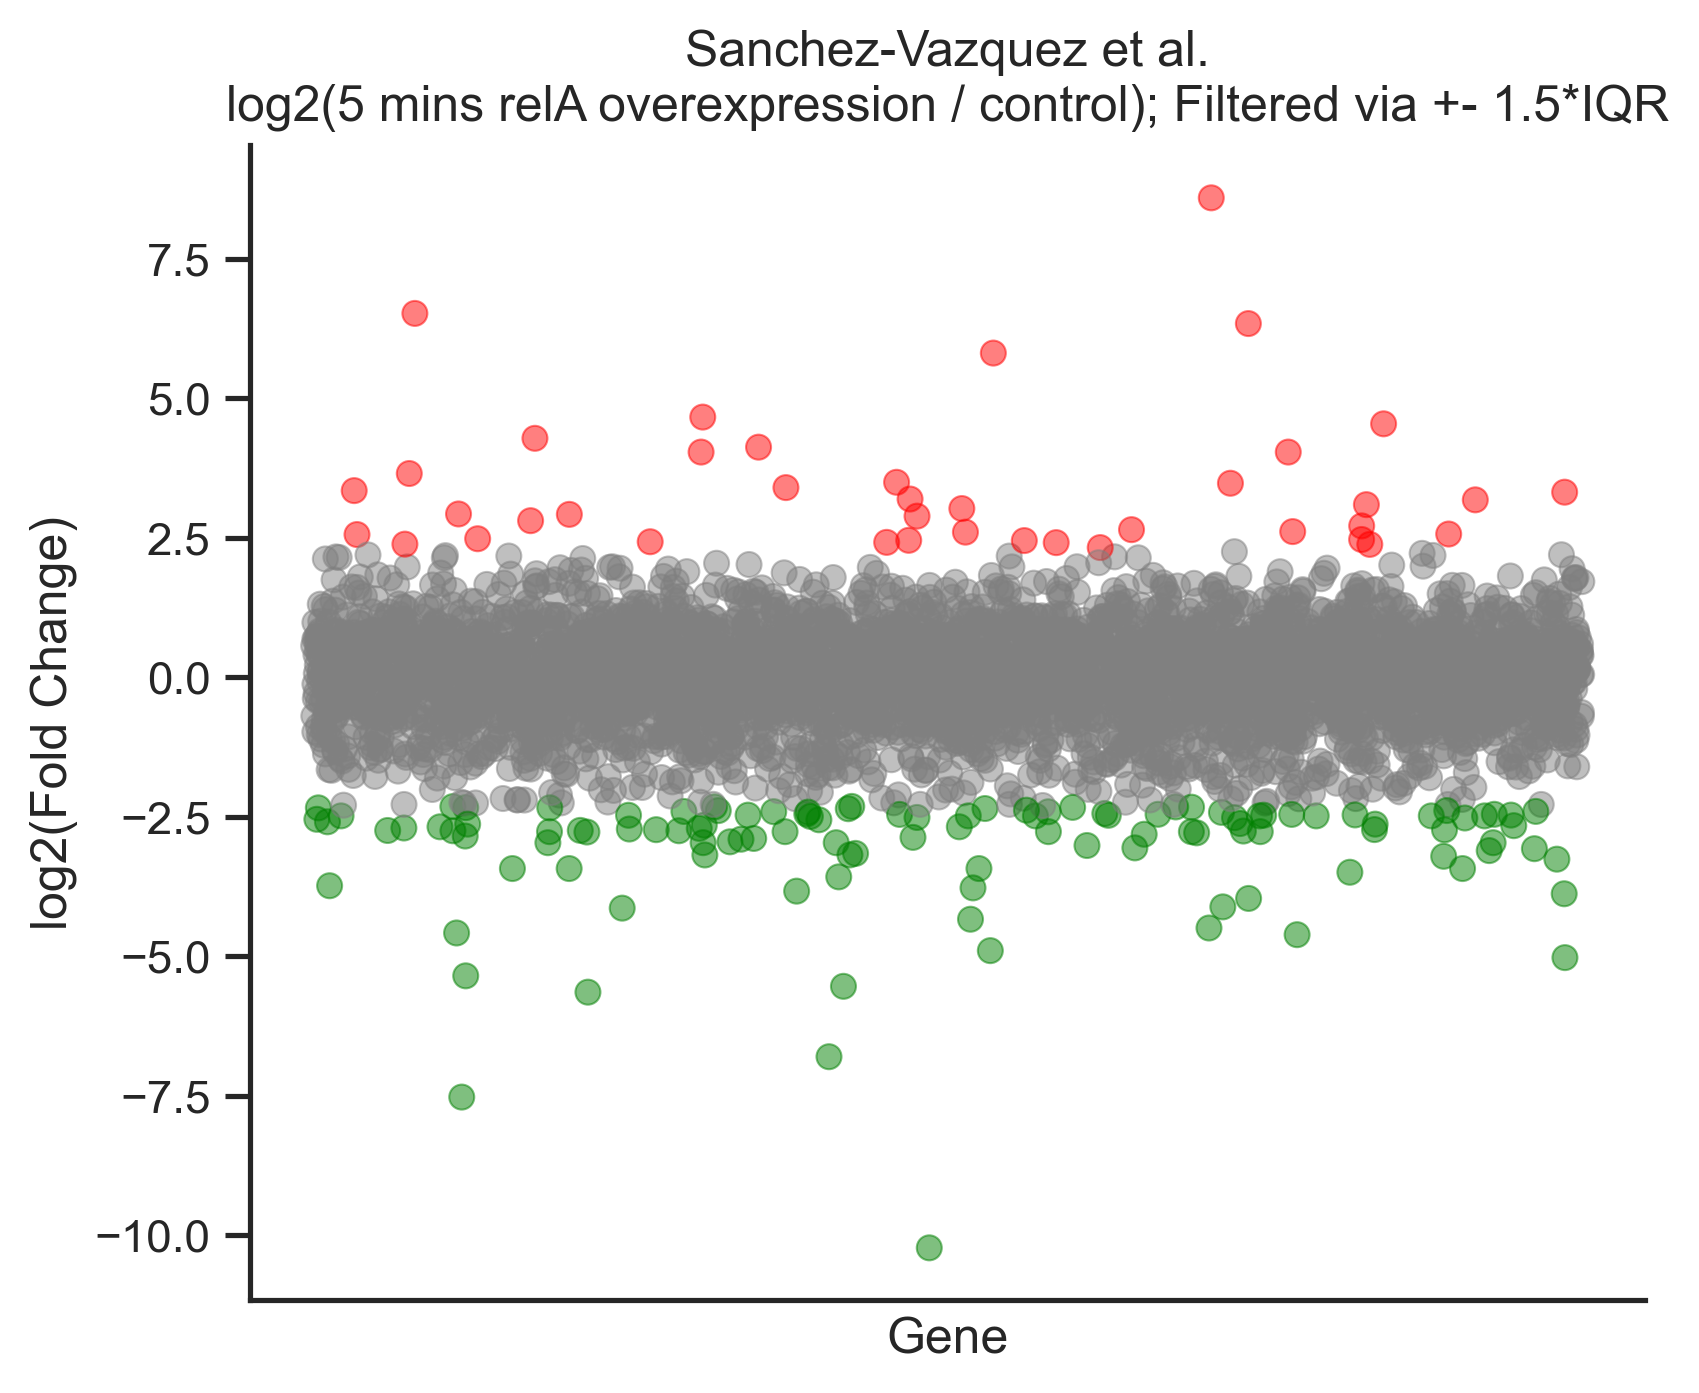 Sanchez-Vazquez et al.
log2(5 mins relA overexpression / control); Filtered via +- 1.5*IQR
7.5
5.0
2.5
0.0
−2.5
−5.0
−7.5
−10.0
log2(Fold Change)
Gene